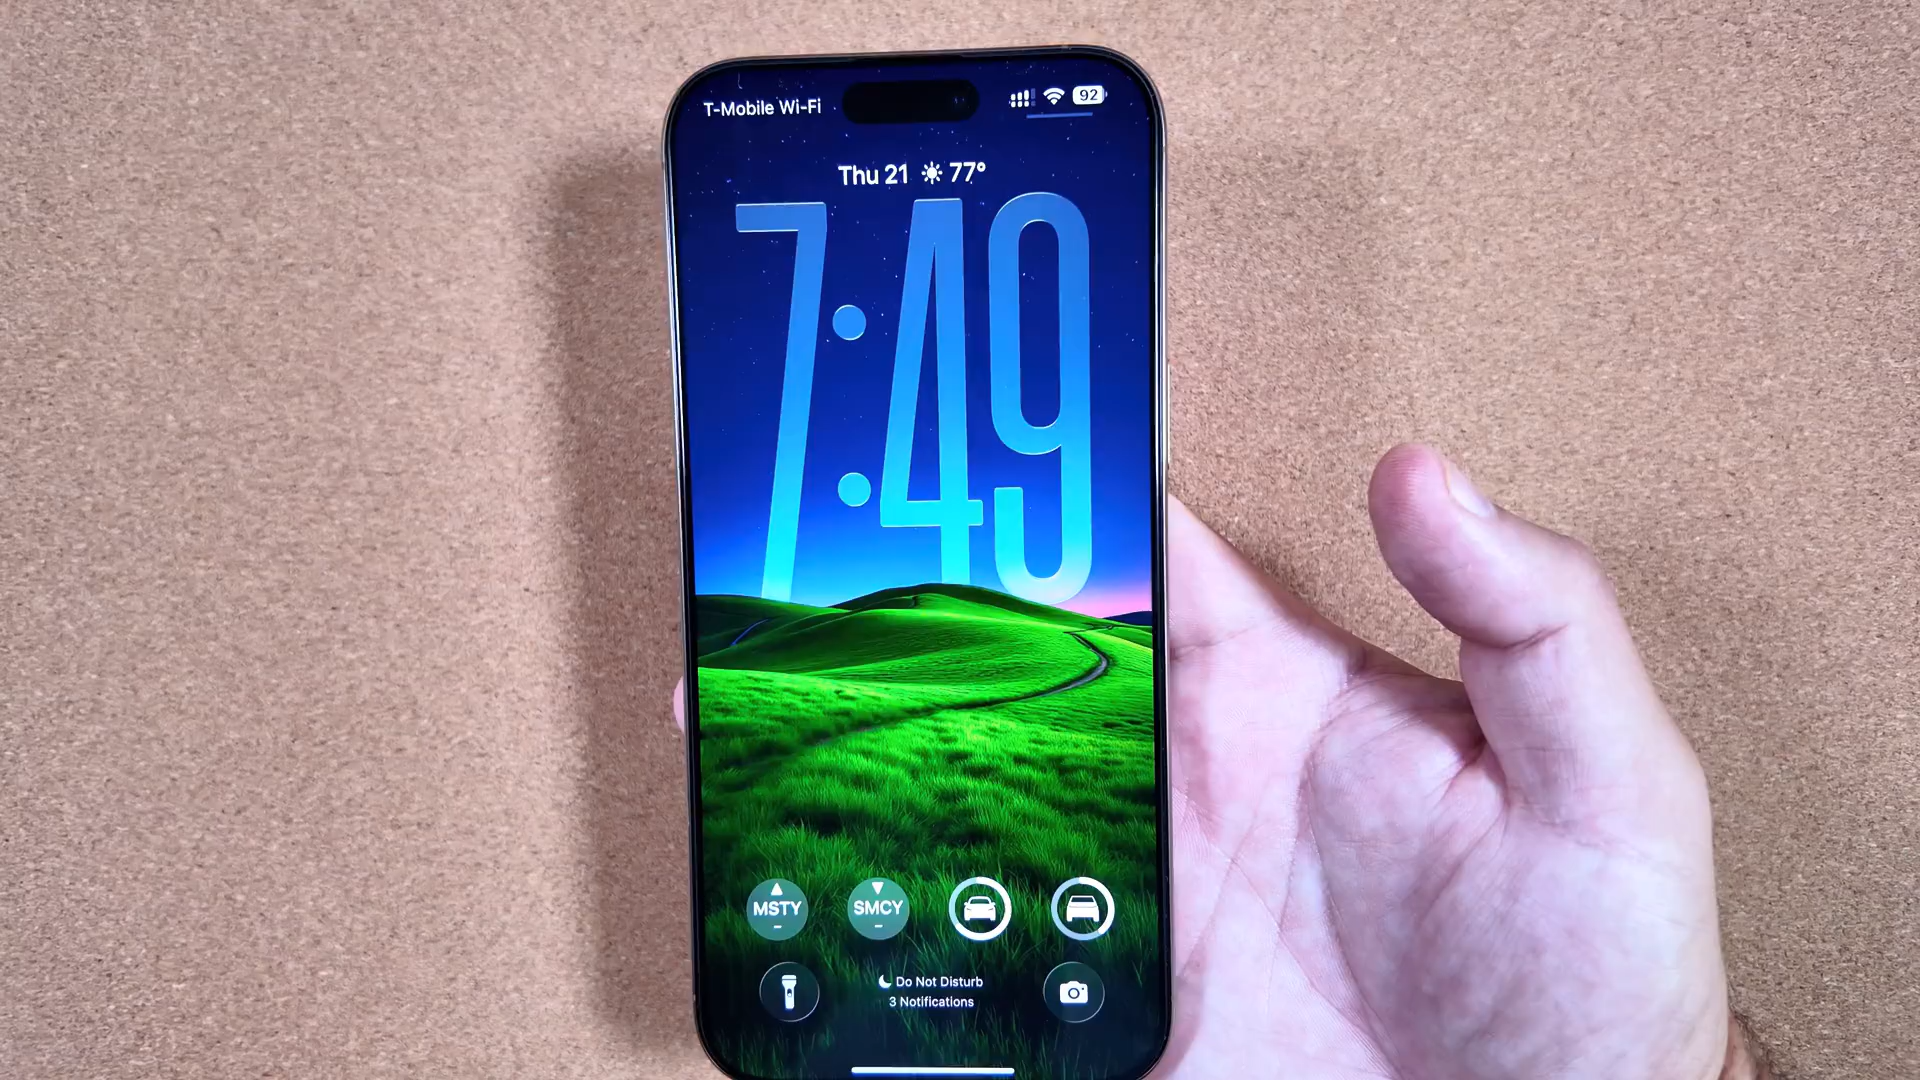 T-Mobile Wi-Fi 92
Thu 21 77°
7:49
MSTY SMCY
Do Not Disturb
3 Notifications